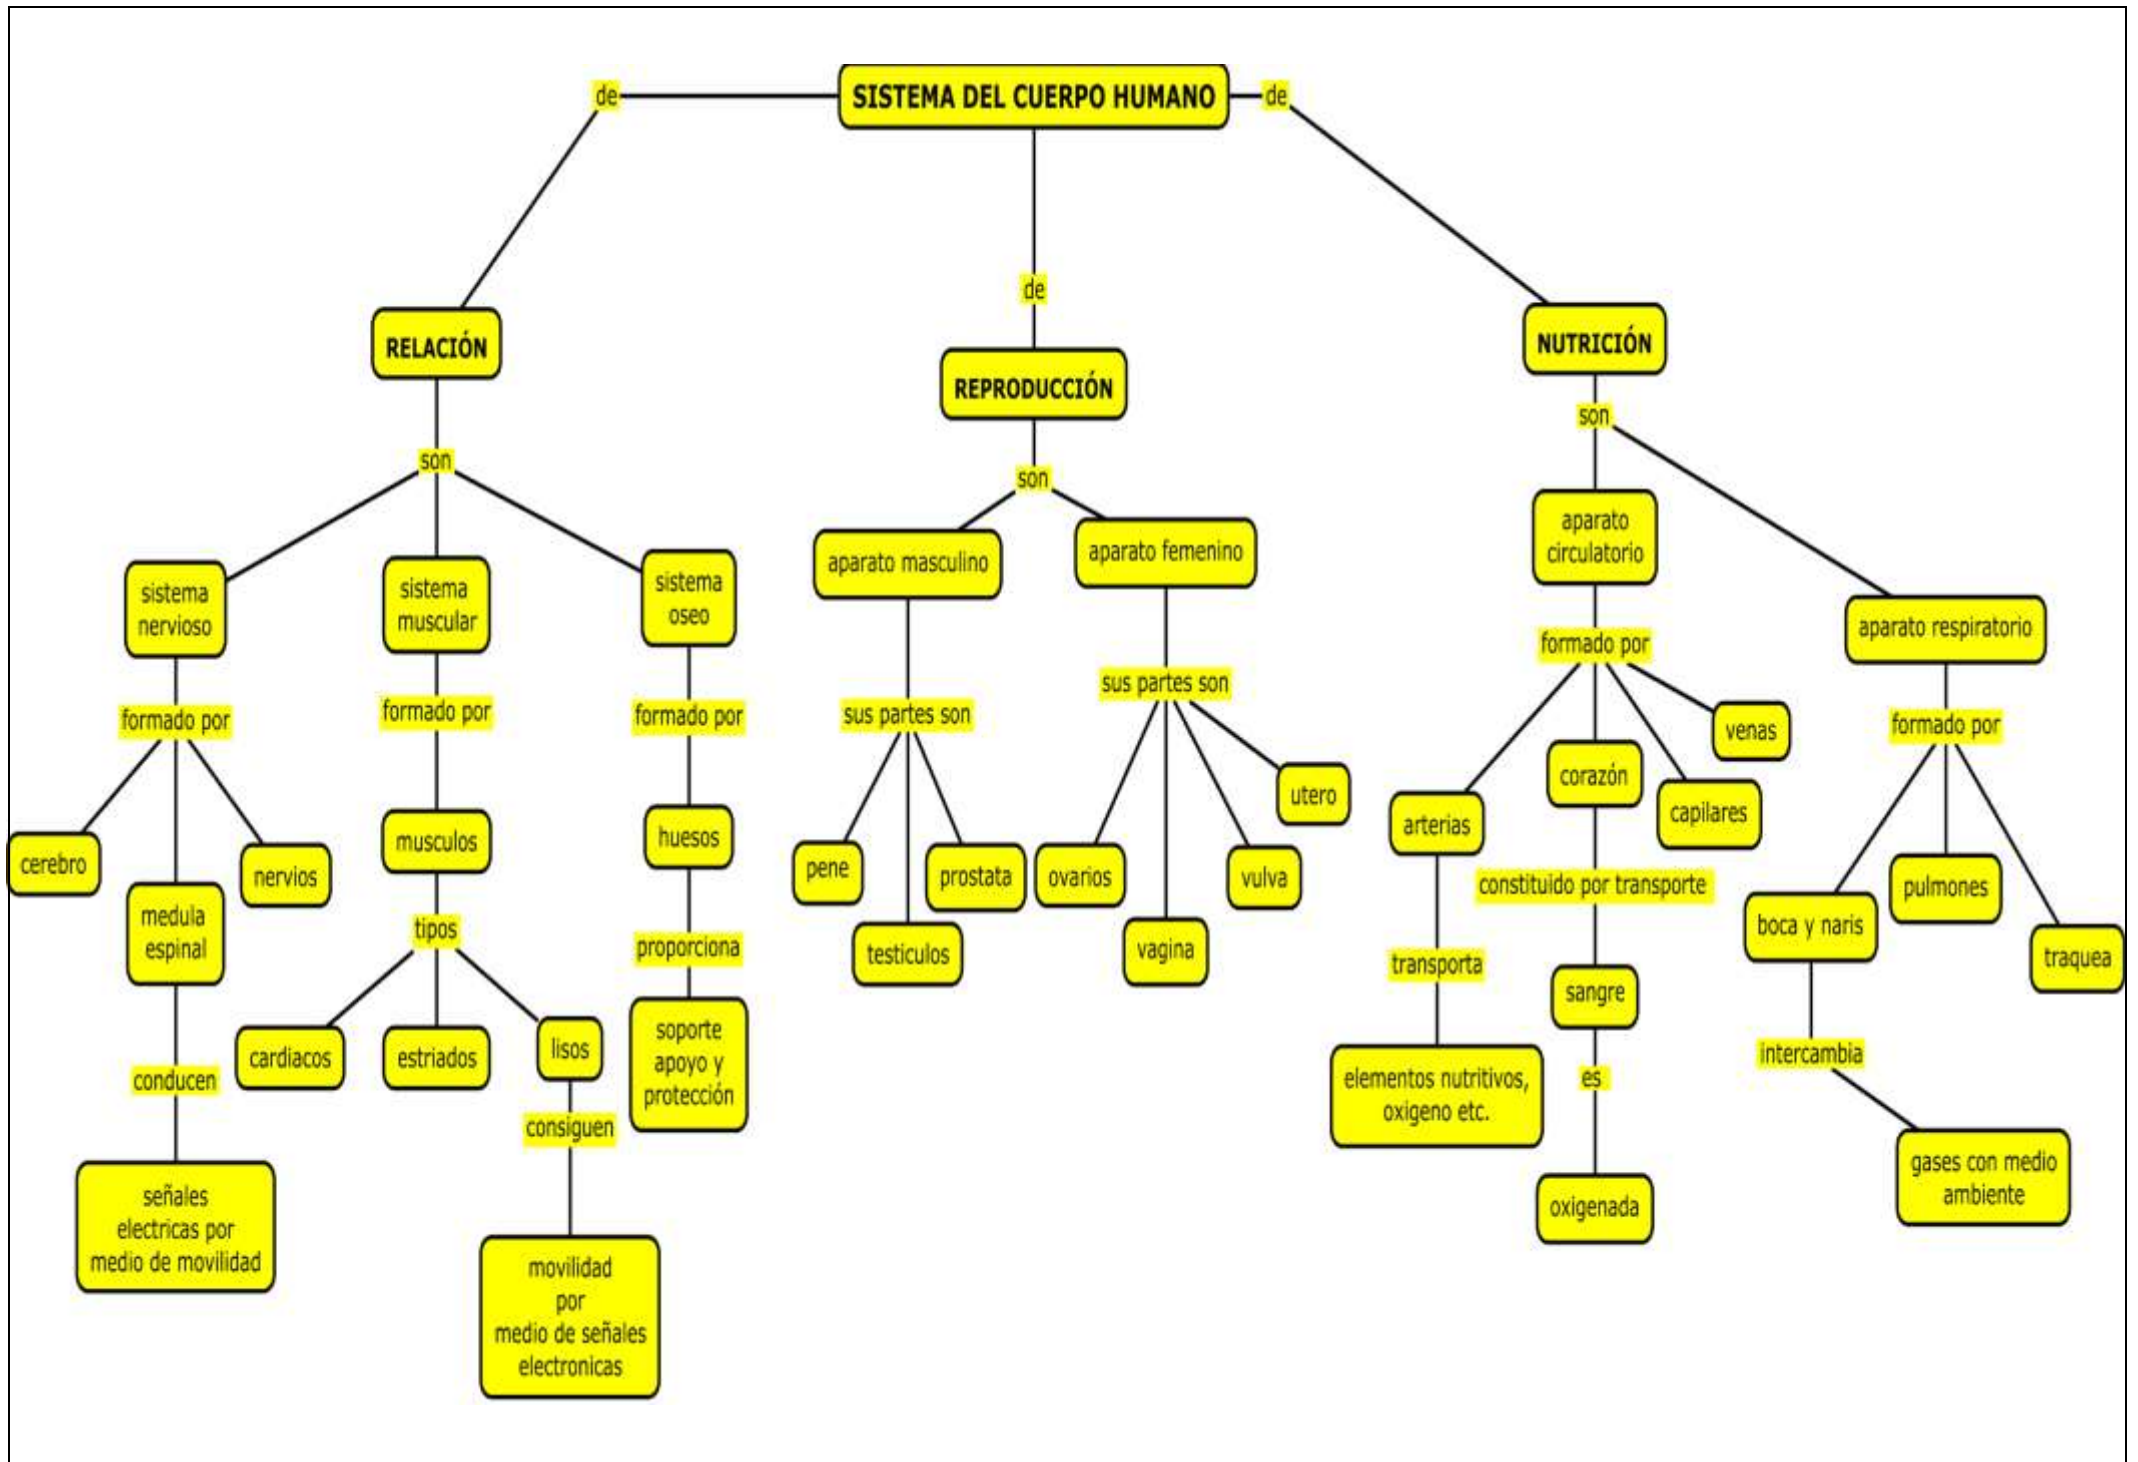 SISTEMA DEL CUERPO HUMANO
de
de
de
RELACIÓN
REPRODUCCIÓN
NUTRICIÓN
son
sistema
nervioso
sistema
muscular
sistema
oseo
formado por
formado por
formado por
cerebro
medula
espinal
nervios
musculos
huesos
conducen
tipos
proporciona
señales
electricas por
medio de movilidad
cardiacos
estriados
lisos
soporte
apoyo y
protección
consiguen
movilidad
por
medio de señales
electronicas
son
aparato masculino
aparato femenino
sus partes son
sus partes son
pene
testiculos
prostata
ovarios
vagina
vulva
utero
son
aparato
circulatorio
aparato respiratorio
formado por
formado por
arterias
corazón
capilares
venas
transporta
constituido por transporte
elementos nutritivos,
oxigeno etc.
sangre
es
oxigenada
boca y naris
pulmones
traquea
intercambia
gases con medio
ambiente